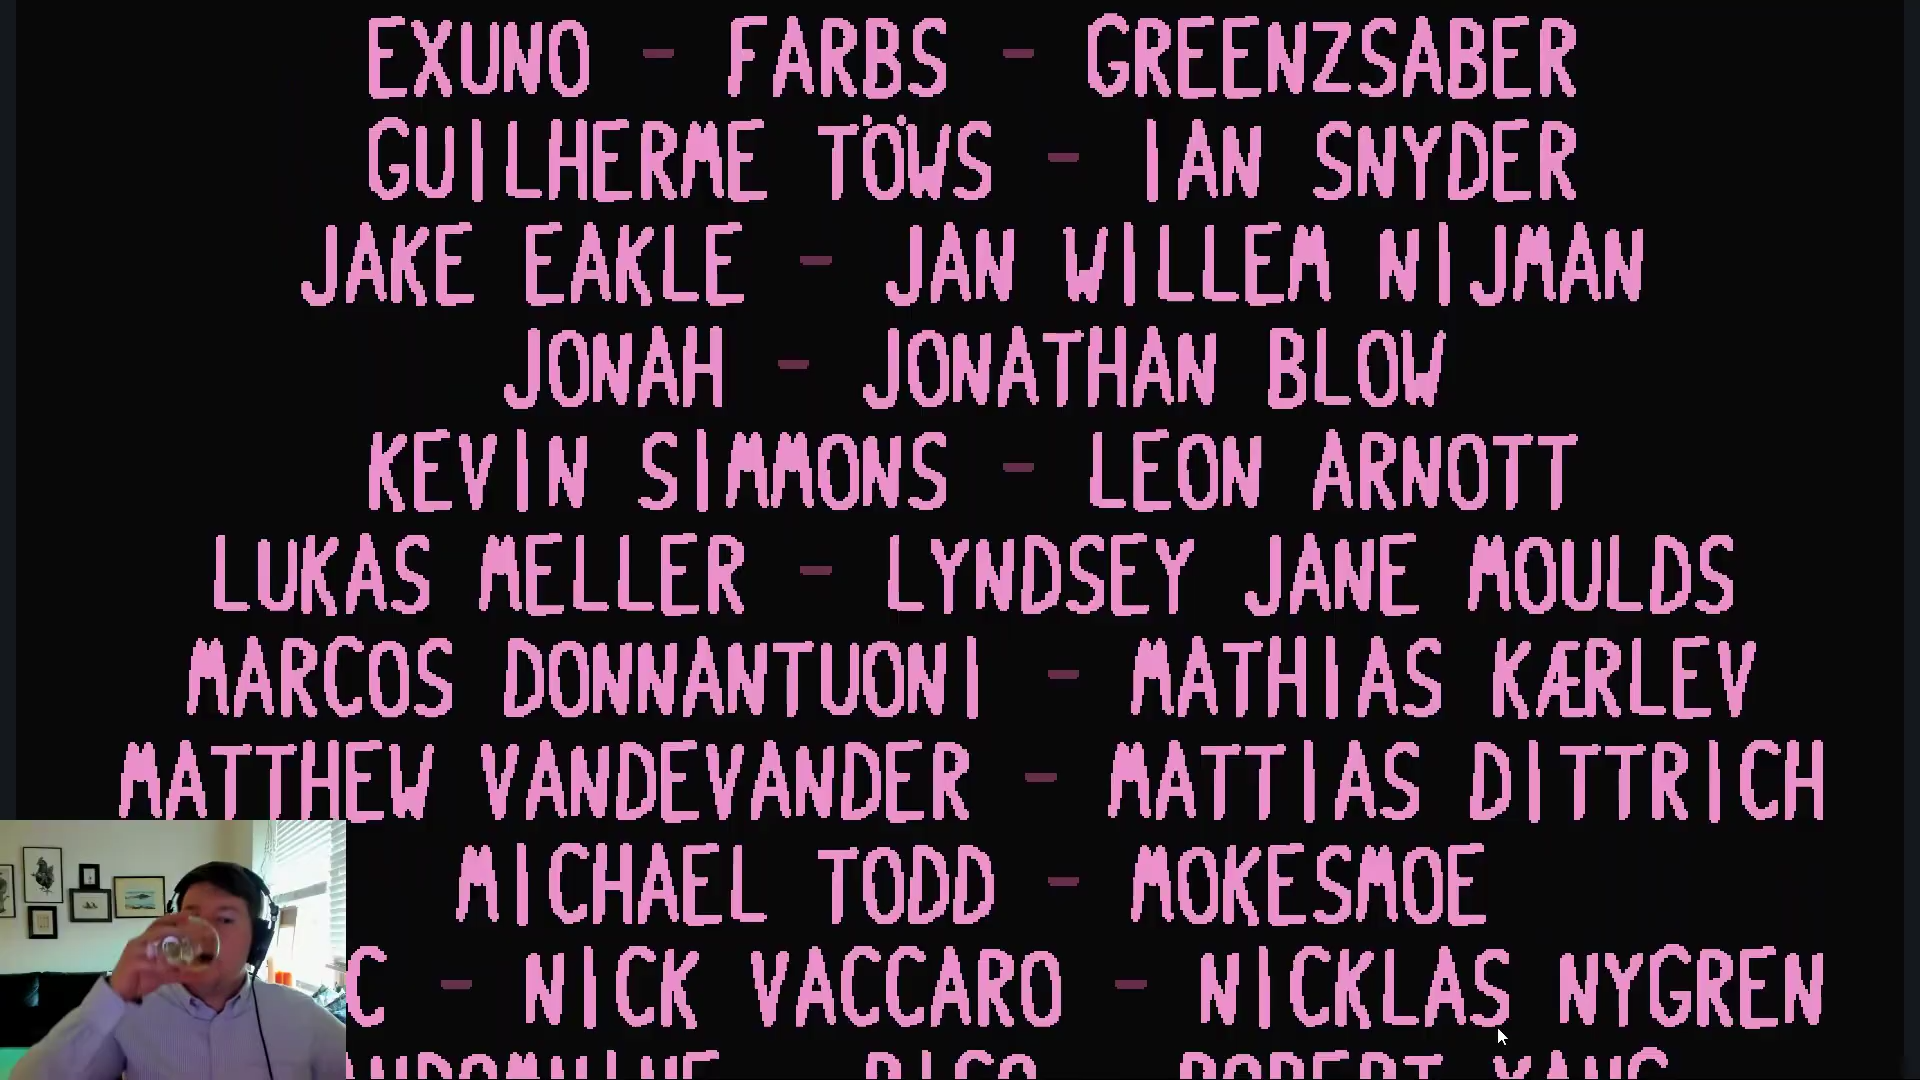 EXUNO - FARBS - GREENZSABER
GUILHERME TÖWS - IAN SNYDER
JAKE EAKLE - JAN WILLEM NIJMAN
JONAH - JONATHAN BLOW
KEVIN SIMMONS - LEON ARNOTT
LUKAS MELLER - LYNDSEY JANE MOULDS
MARCOS DONNANTUONI - MATHIAS KÆRLEV
MATTHEW VANDEVANDER - MATTIAS DITTRICH
MICHAEL TODD - MOKESMOE
C - NICK VACCARO - NICKLAS NYGREN
ROBERT YANG